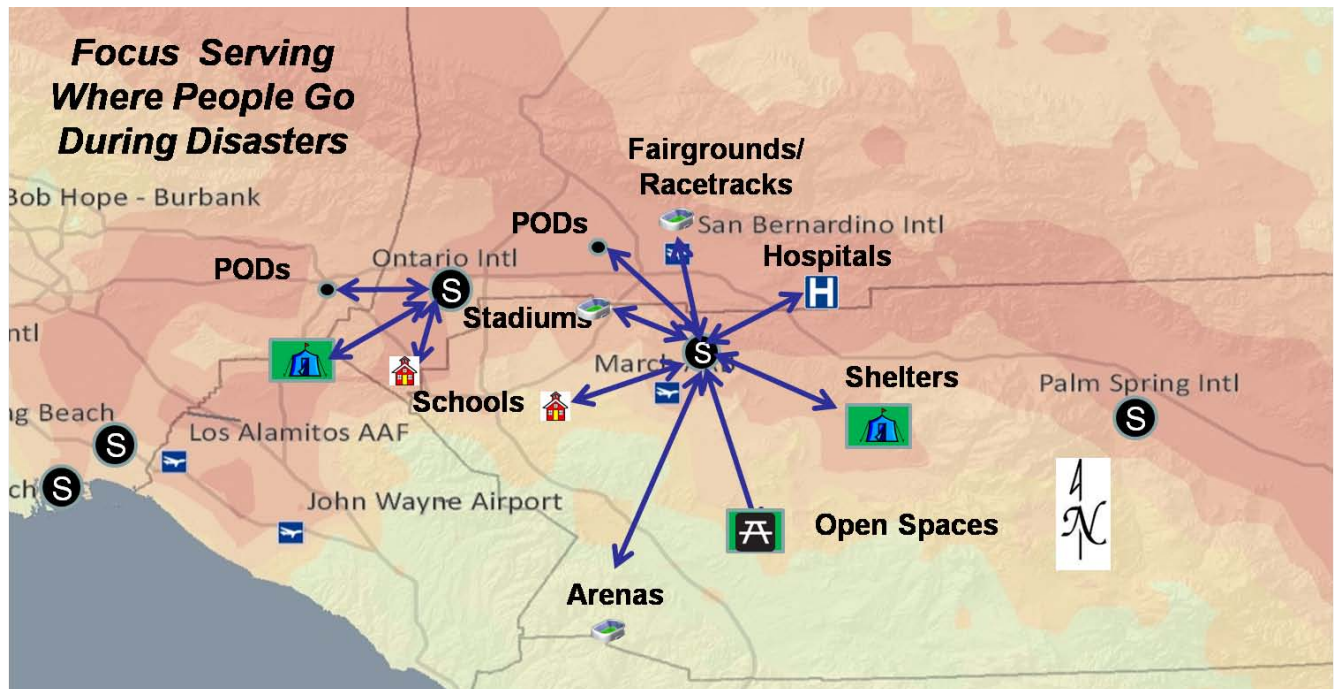 Focus Serving
Where People Go
During Disasters
Fairgrounds/
Racetracks
Bob Hope - Burbank
PODs
San Bernardino Intl
Ontario Intl
Hospitals
PODs
S
H
Stadiums
ntl
March
S
Shelters
Palm Spring Intl
Schools
S
ng Beach
Los Alamitos AAF
S
ch
S
John Wayne Airport
Open Spaces
N
Arenas